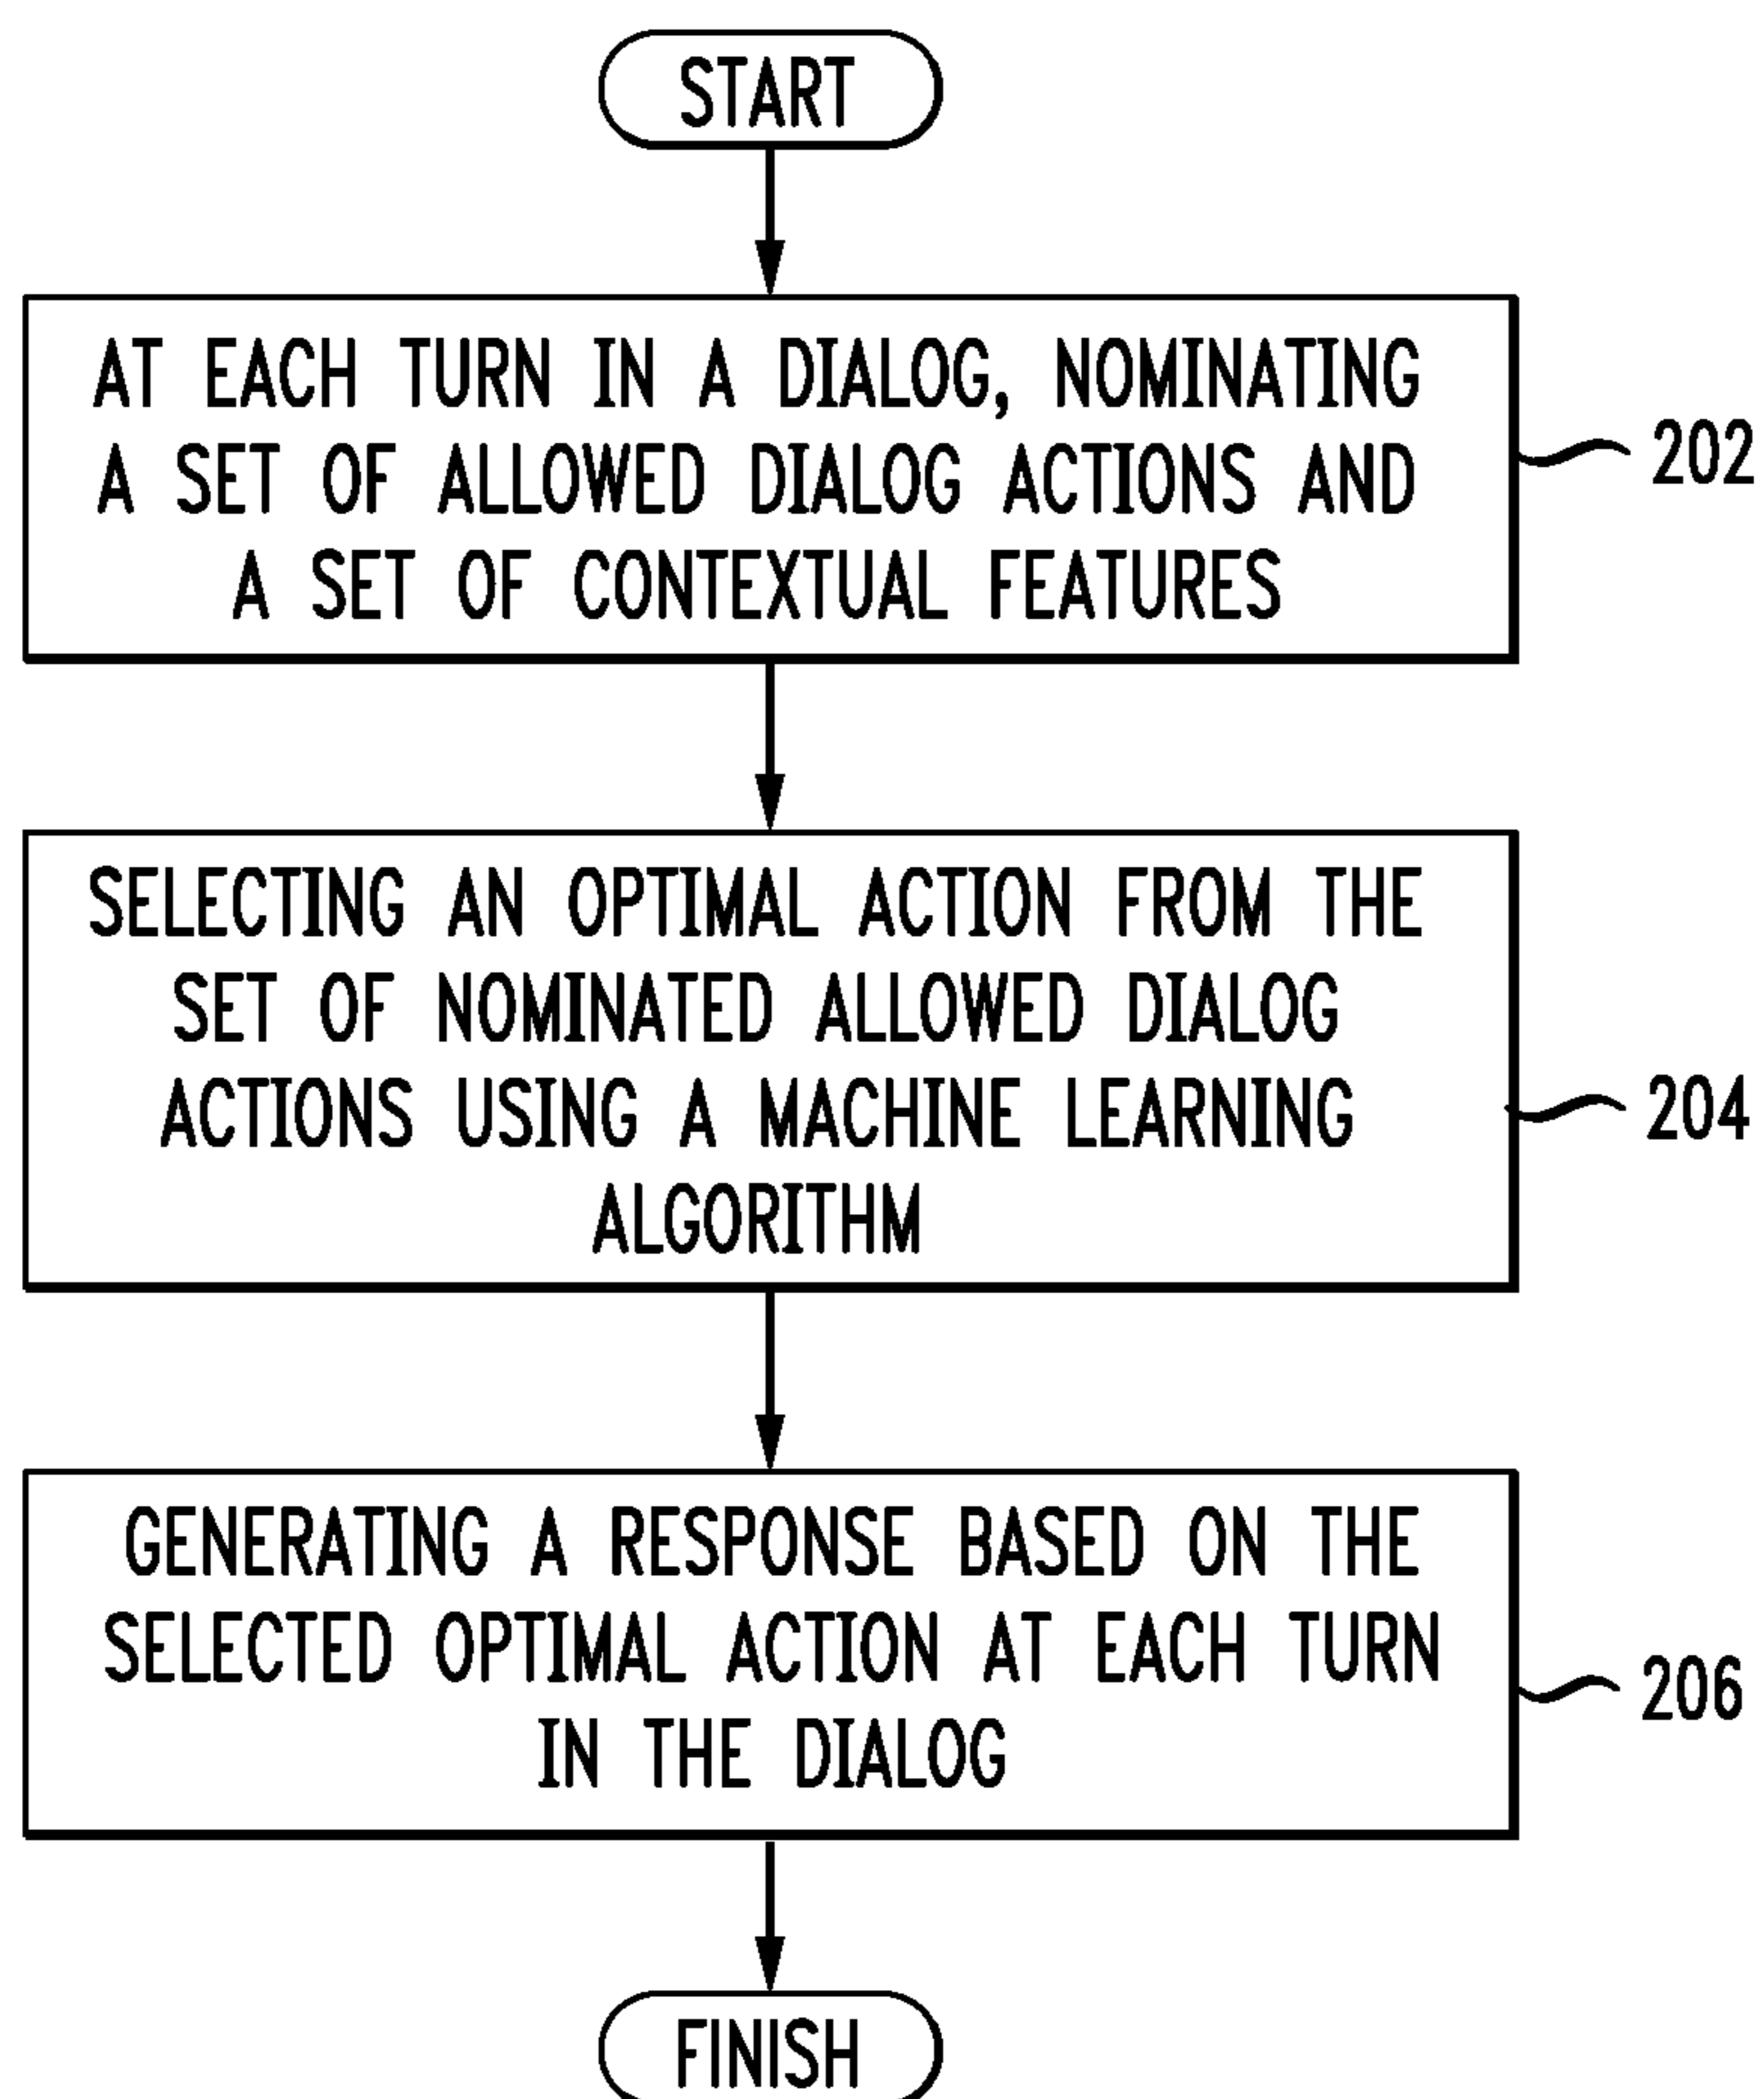 START
AT EACH TURN IN A DIALOG, NOMINATING
A SET OF ALLOWED DIALOG ACTIONS AND
A SET OF CONTEXTUAL FEATURES
202
SELECTING AN OPTIMAL ACTION FROM THE
SET OF NOMINATED ALLOWED DIALOG
ACTIONS USING A MACHINE LEARNING
ALGORITHM
204
GENERATING A RESPONSE BASED ON THE
SELECTED OPTIMAL ACTION AT EACH TURN
IN THE DIALOG
206
FINISH